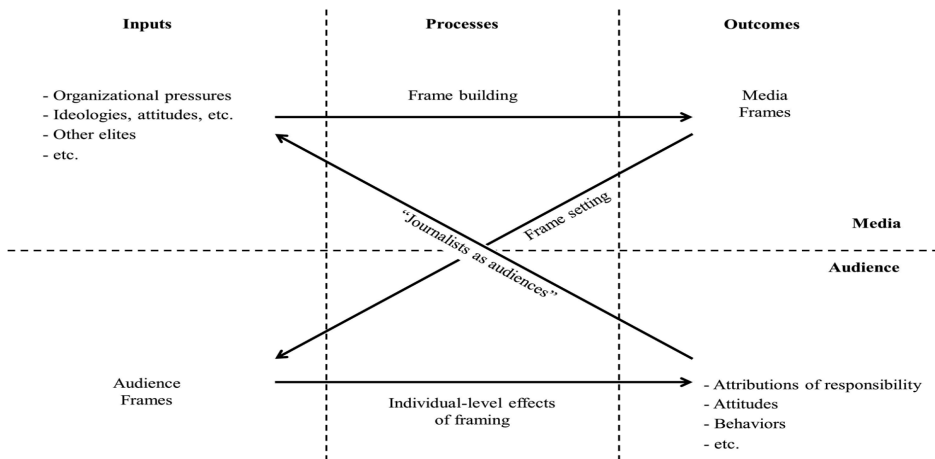 Inputs
Processes
Outcomes
- Organizational pressures
- Ideologies, attitudes, etc.
- Other elites
- etc.
Frame building
Media
Frames
Frame setting
"Journalists as audiences"
Media
Audience
Audience
Frames
Individual-level effects
of framing
- Attributions of responsibility
- Attitudes
- Behaviors
- etc.